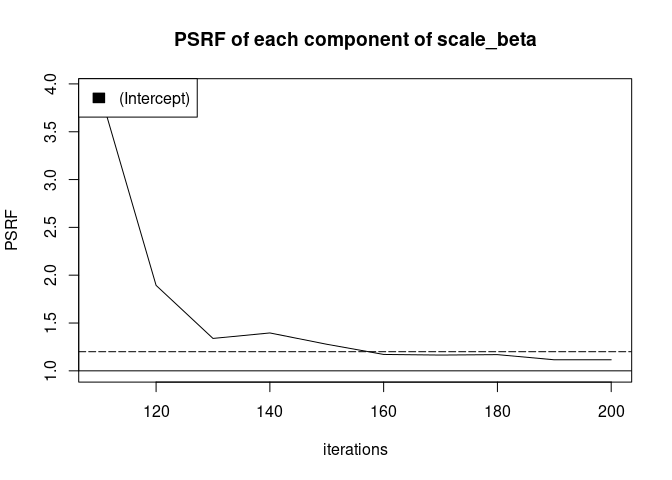 PSRF of each component of scale_beta
(Intercept)
PSRF
4.0
3.5
3.0
2.5
2.0
1.5
1.0
120 140 160 180 200
iterations